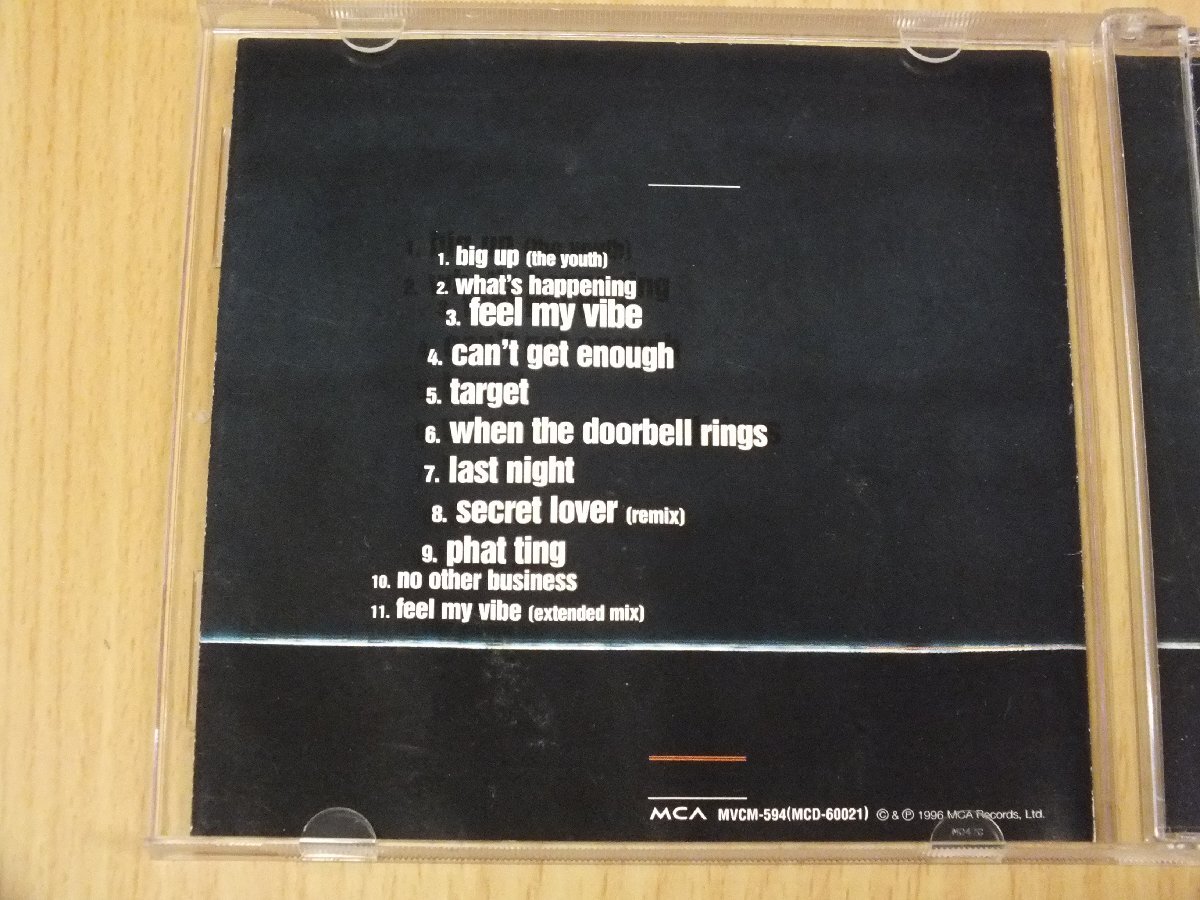 1. big up (the youth)
2. what's happening
3. feel my vibe
4. can't get enough
5. target
6. when the doorbell rings
7. last night
8. secret lover (remix)
9. phat ting
10. no other business
11. feel my vibe (extended mix)
MCA MVCM-594(MCD-60021) © & ℗ 1996 MCA Records, Ltd.